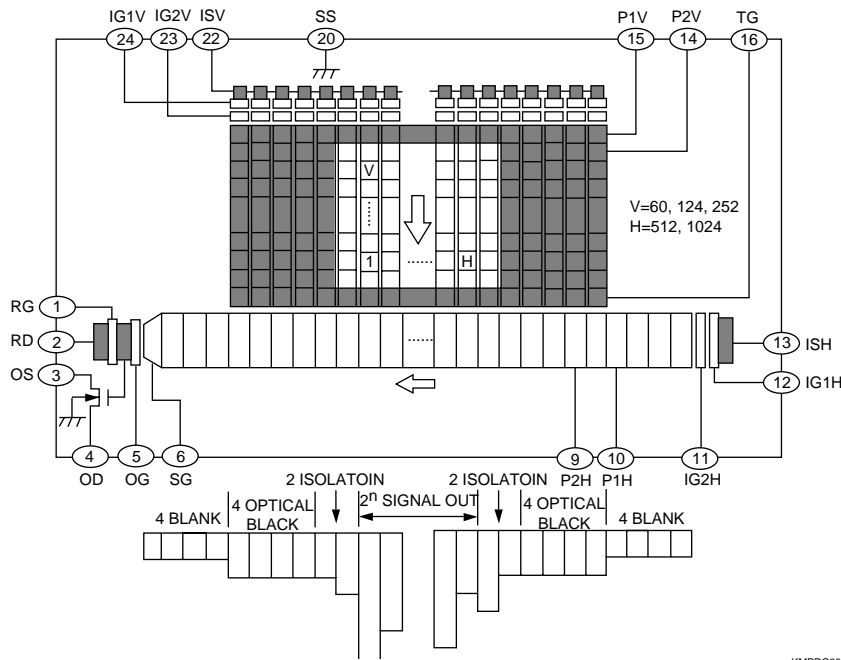 IG1V IG2V ISV SS P1V P2V TG
24 23 22 20 15 14 16
V
V=60, 124, 252
H=512, 1024
1 ...... H
RG 1
RD 2
OS 3
......
13 ISH
12 IG1H
4 5 6 9 10 11
OD OG SG P2H P1H IG2H
2 ISOLATOIN 2 ISOLATOIN
4 BLANK 4 OPTICAL BLACK 2ⁿ SIGNAL OUT 4 OPTICAL BLACK 4 BLANK